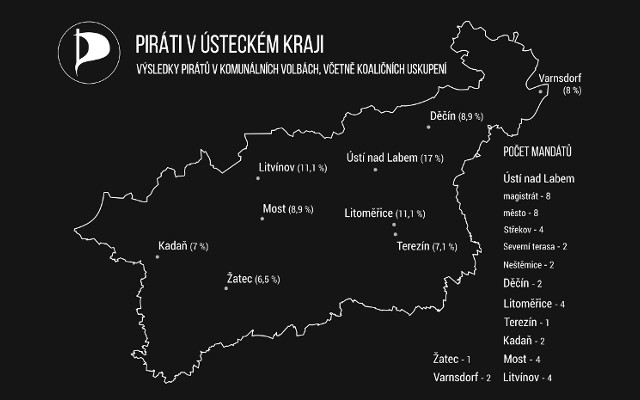 PIRÁTI V ÚSTECKÉM KRAJI
VÝSLEDKY PIRÁTŮ V KOMUNÁLNÍCH VOLBÁCH, VČETNĚ KOALIČNÍCH USKUPENÍ
Varnsdorf
(8 %)
Děčín (8,9 %)
Ústí nad Labem (17 %)
Litvínov (11,1 %)
Most (8,9 %)
Litoměřice (11,1 %)
Terezín (7,1 %)
Kadaň (7 %)
Žatec (6,5 %)
POČET MANDÁTŮ
Ústí nad Labem
magistrát - 8
město - 8
Střekov - 4
Severní terasa - 2
Neštěmice - 2
Děčín - 2
Litoměřice - 4
Terezín - 1
Kadaň - 2
Žatec - 1
Most - 4
Varnsdorf - 2
Litvínov - 4